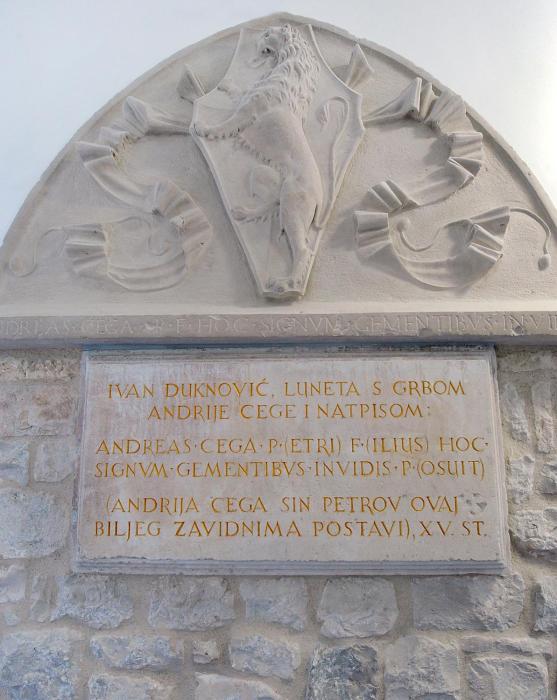 ANDREAS · CEGA · P · F · HOC · SIGNVM · GEMENTIBVS · INVI
IVAN DUKNOVIĆ, LUNETA S GRBOM
ANDRIJE CEGE I NATPISOM:
ANDREAS·CEGA·P·(ETRI) F·(ILIUS) HOC·
SIGNVM·GEMENTIBVS·INVIDIS·P·(OSUIT)
(ANDRIJA CEGA SIN PETROV OVAJ
BILJEG ZAVIDNIMA POSTAVI), XV. ST.